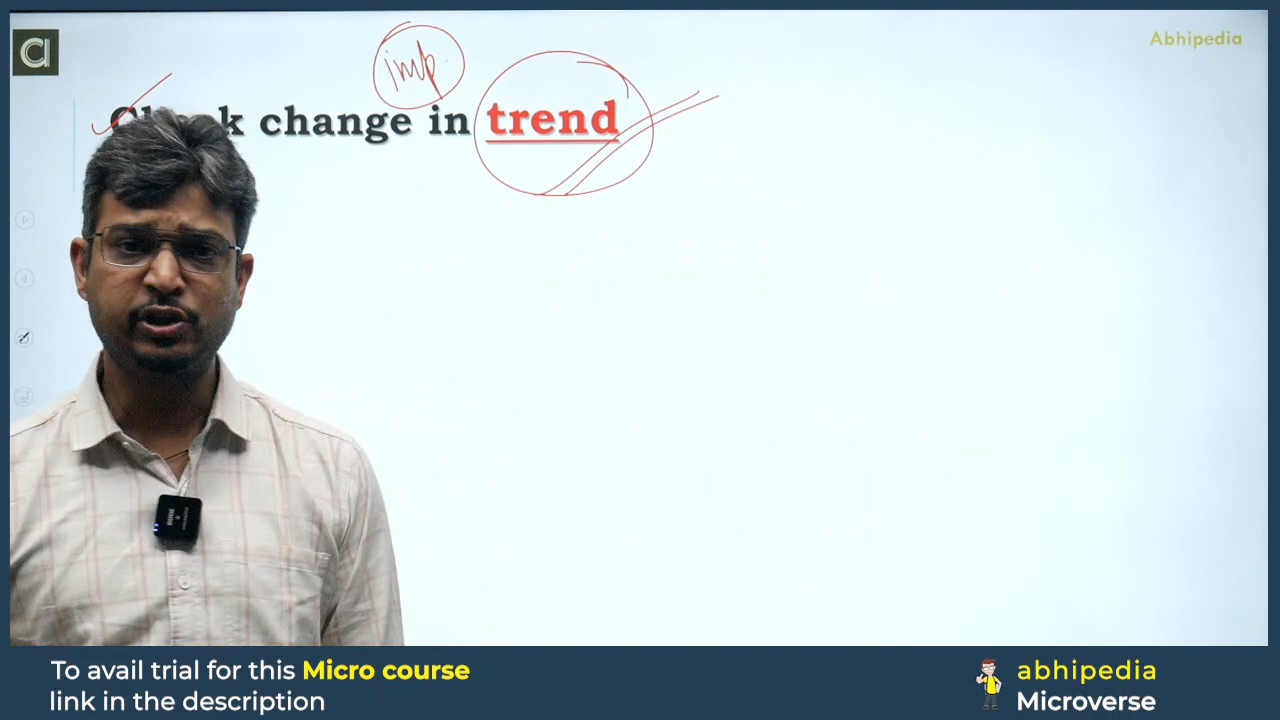 Abhipedia
imp.
change in trend
To avail trial for this Micro course
link in the description
abhipedia
Microverse